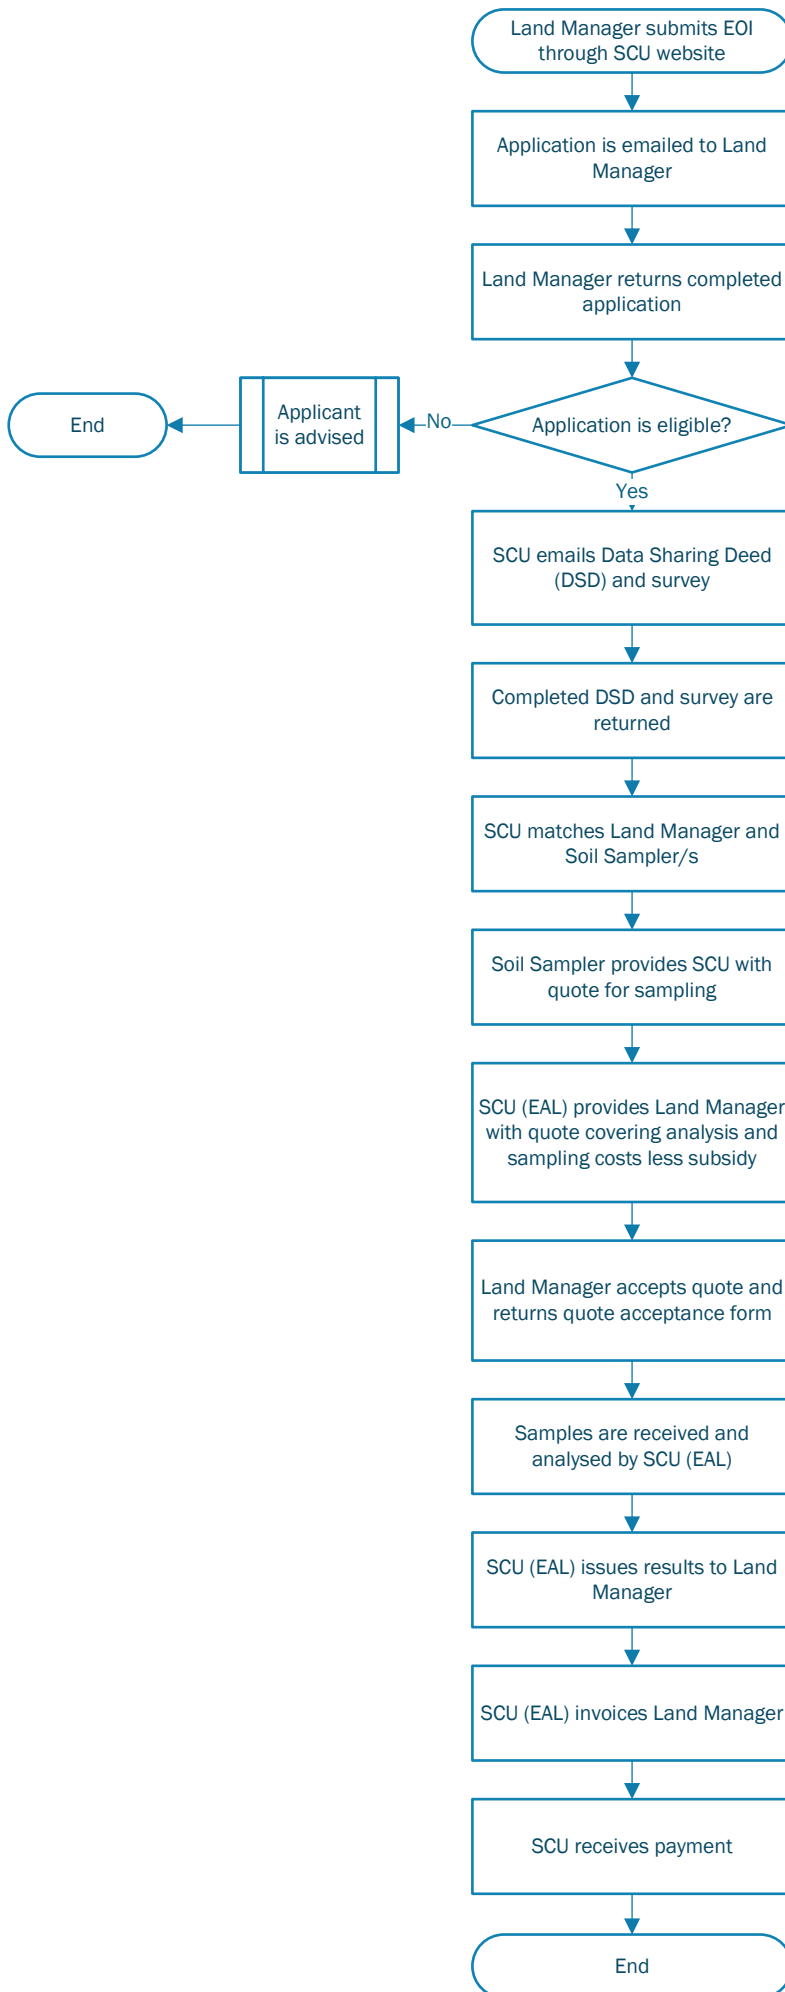 Land Manager submits EOI
through SCU website
Application is emailed to Land
Manager
Land Manager returns completed
application
Application is eligible?
No
Applicant
is advised
End
Yes
SCU emails Data Sharing Deed
(DSD) and survey
Completed DSD and survey are
returned
SCU matches Land Manager and
Soil Sampler/s
Soil Sampler provides SCU with
quote for sampling
SCU (EAL) provides Land Manager
with quote covering analysis and
sampling costs less subsidy
Land Manager accepts quote and
returns quote acceptance form
Samples are received and
analysed by SCU (EAL)
SCU (EAL) issues results to Land
Manager
SCU (EAL) invoices Land Manager
SCU receives payment
End